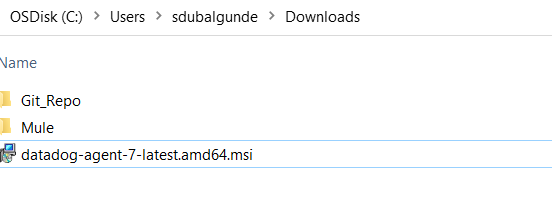 OSDisk (C:) > Users > sdubalgunde > Downloads
Name
Git_Repo
Mule
datadog-agent-7-latest.amd64.msi